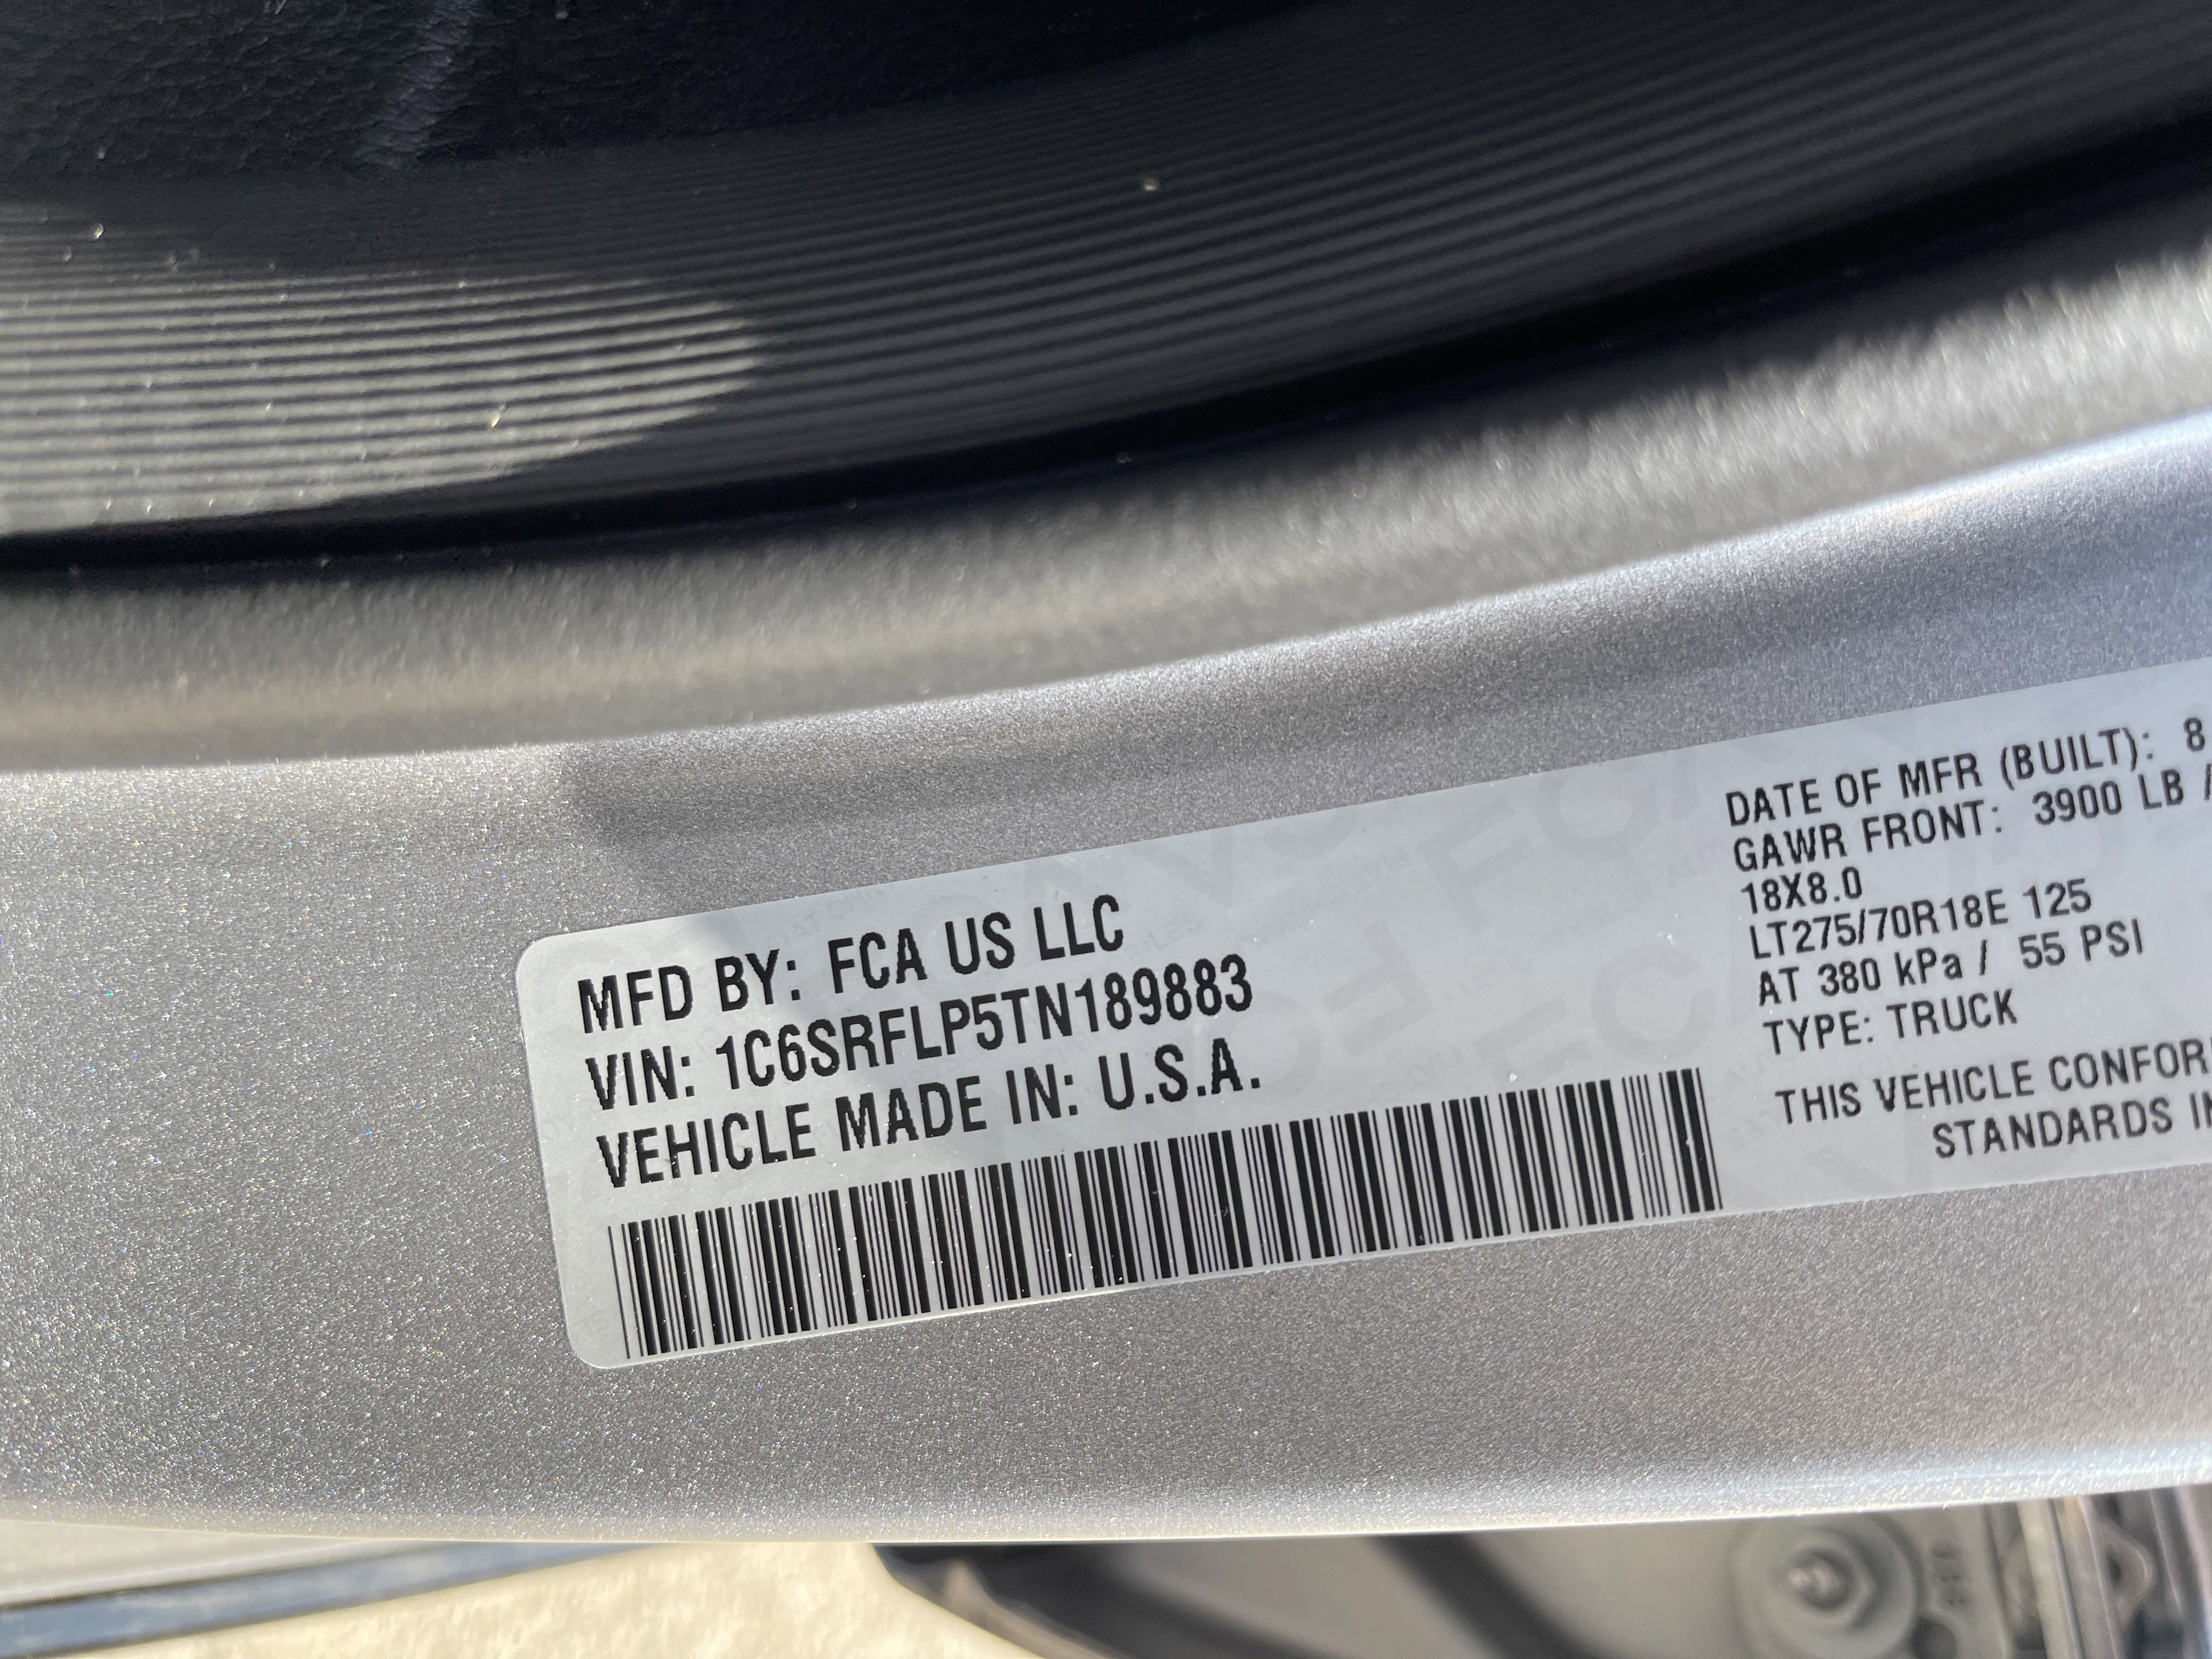 MFD BY: FCA US LLC
VIN: 1C6SRFLP5TN189883
VEHICLE MADE IN: U.S.A.
DATE OF MFR (BUILT): 8
GAWR FRONT: 3900 LB /
18X8.0
LT275/70R18E 125
AT 380 kPa / 55 PSI
TYPE: TRUCK
THIS VEHICLE CONFOR
STANDARDS IN